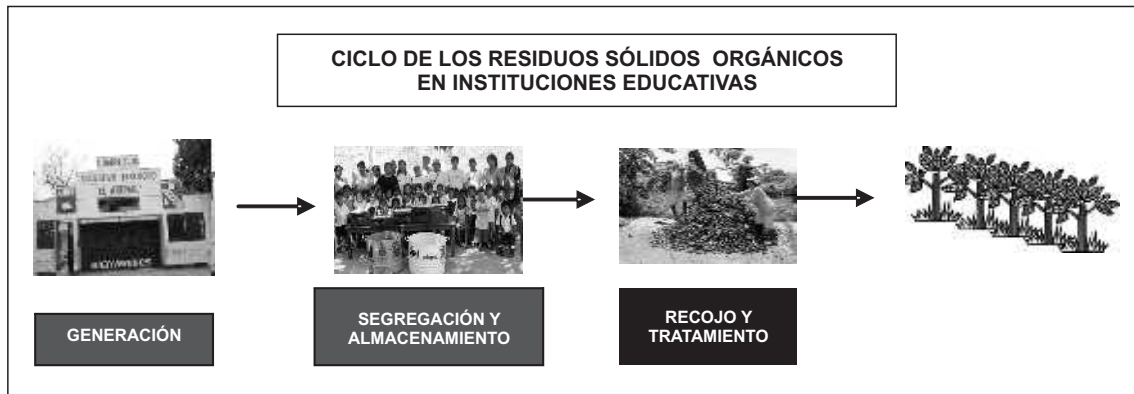 CICLO DE LOS RESIDUOS SÓLIDOS ORGÁNICOS
EN INSTITUCIONES EDUCATIVAS
GENERACIÓN
SEGREGACIÓN Y
ALMACENAMIENTO
RECOJO Y
TRATAMIENTO